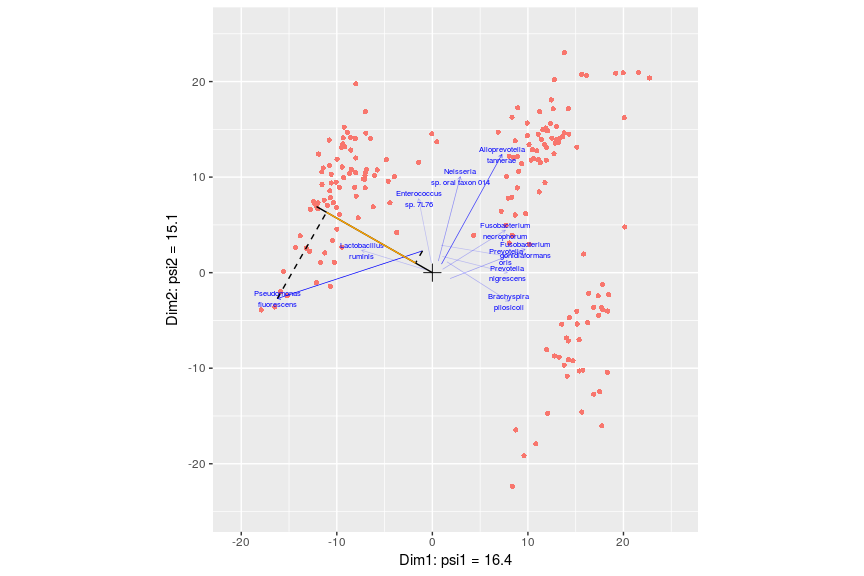 20
10
0
-10
-20
-20
-10
0
10
20
Dim2: psi2 = 15.1
Dim1: psi1 = 16.4
Alloprevotella
tannerae
Neisseria
sp. oral taxon 014
Enterococcus
sp. 7L76
Fusobacterium
necrophorum
Lactobacillus
ruminis
Fusobacterium
gonidiaformans
Prevotella
oris
Prevotella
nigrescens
Pseudomonas
fluorescens
Brachyspira
pilosicoli